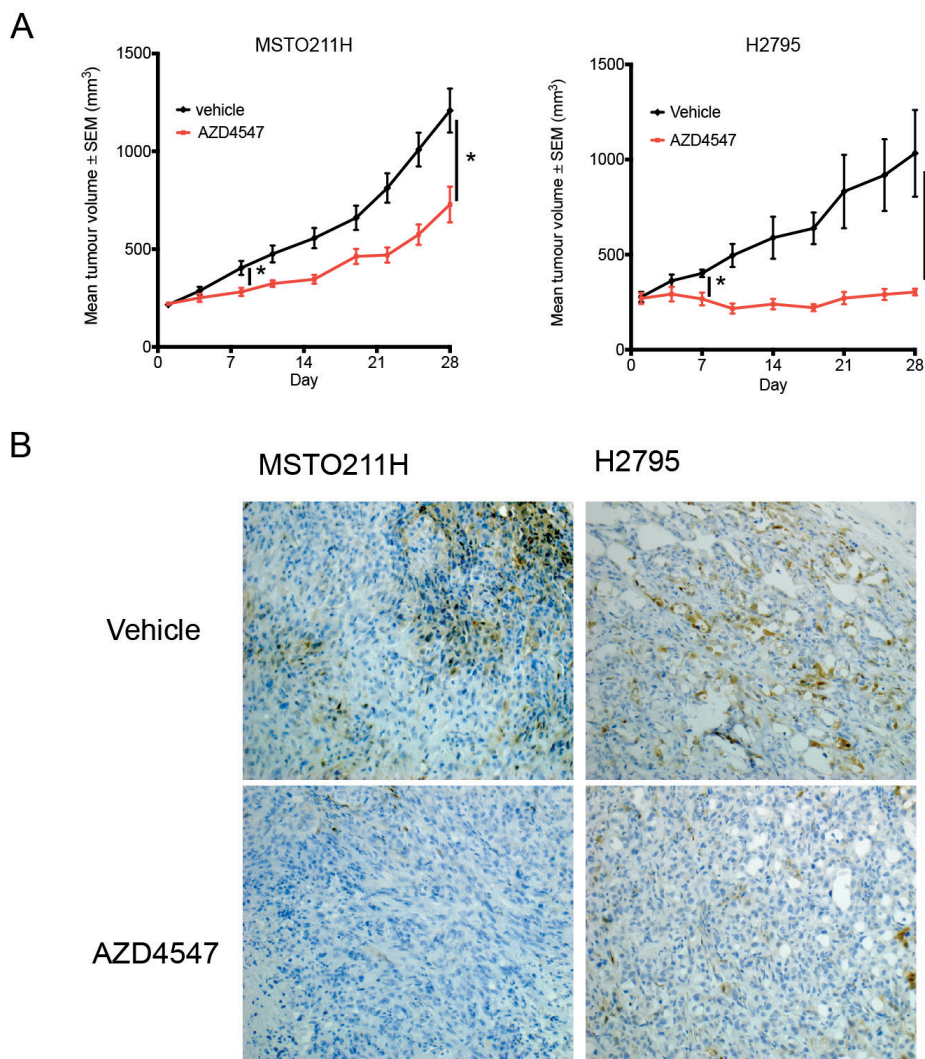 A
MSTO211H
Mean tumour volume ± SEM (mm³)
1500
1000
500
0
vehicle
AZD4547
*
*
0 7 14 21 28
Day
H2795
Mean tumour volume ± SEM (mm³)
1500
1000
500
0
Vehicle
AZD4547
*
0 7 14 21 28
Day
B
MSTO211H H2795
Vehicle
AZD4547